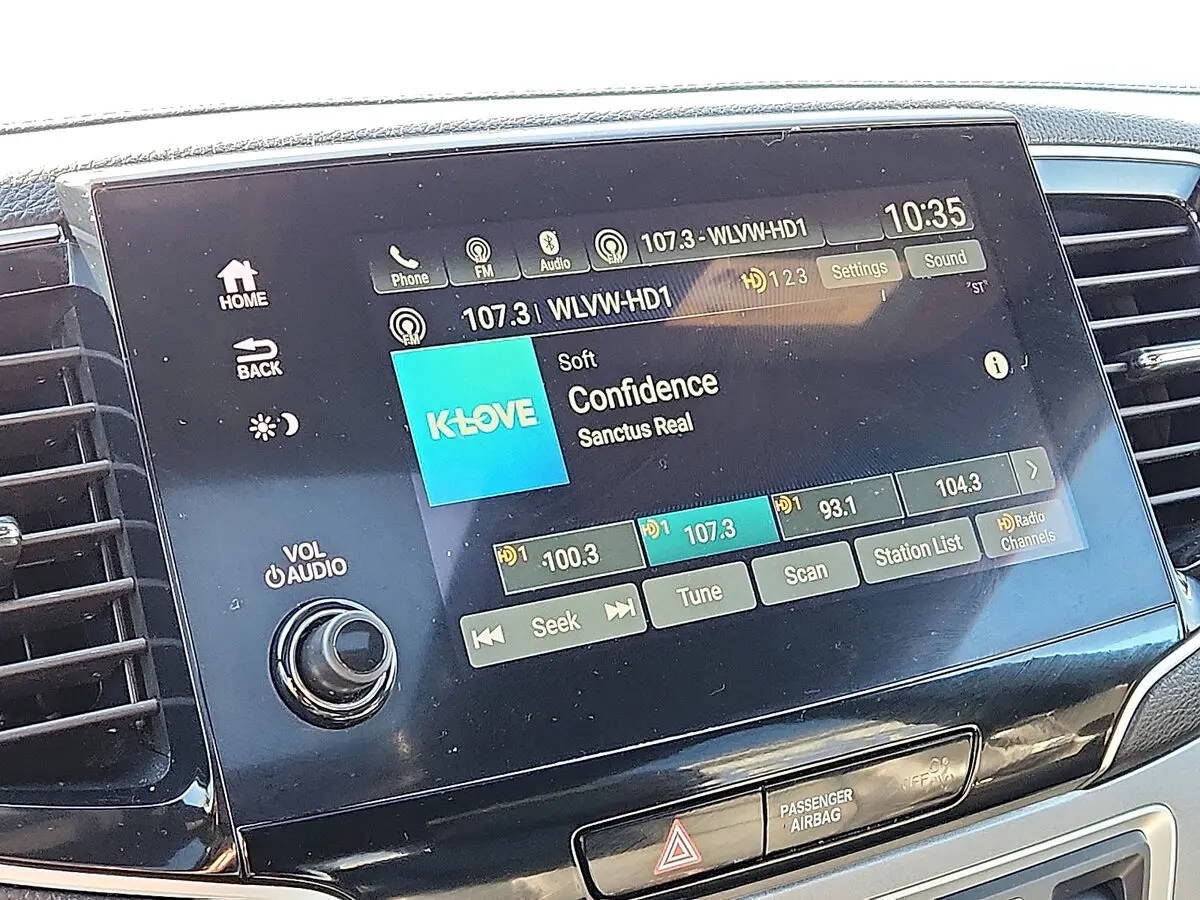 10:35
Phone
FM
Audio
FM
107.3-WLVW-HD1
HOME
107.3 | WLVW-HD1
HD 1 2 3
Settings
Sound
FM
ST
BACK
K-LOVE
Soft
Confidence
Sanctus Real
i
HD1 100.3
HD1 107.3
HD1 93.1
104.3
VOL
AUDIO
Seek
Tune
Scan
Station List
HD Radio
Channels
PASSENGER
AIRBAG